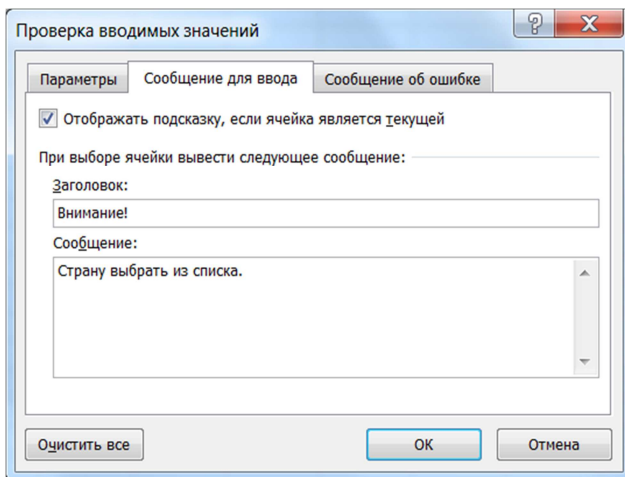 Проверка вводимых значений
Параметры Сообщение для ввода Сообщение об ошибке
Отображать подсказку, если ячейка является текущей
При выборе ячейки вывести следующее сообщение:
Заголовок:
Внимание!
Сообщение:
Страну выбрать из списка.
Очистить все ОК Отмена